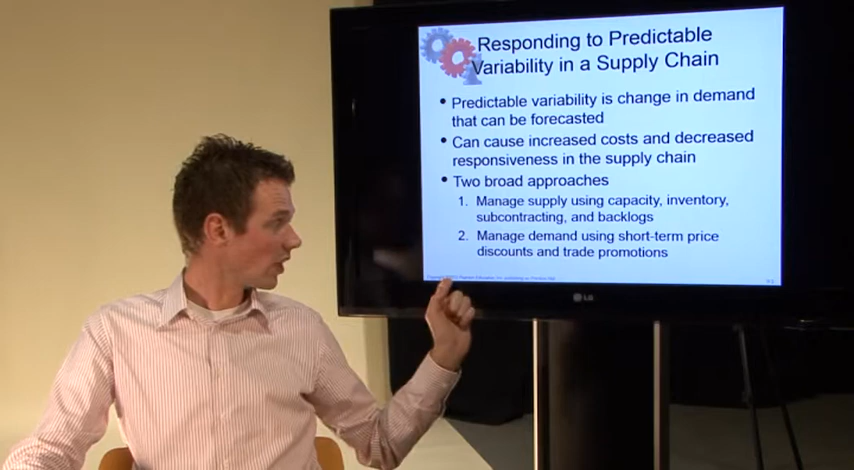 Responding to Predictable
Variability in a Supply Chain
• Predictable variability is change in demand
that can be forecasted
• Can cause increased costs and decreased
responsiveness in the supply chain
• Two broad approaches
1. Manage supply using capacity, inventory,
subcontracting, and backlogs
2. Manage demand using short-term price
discounts and trade promotions
LG